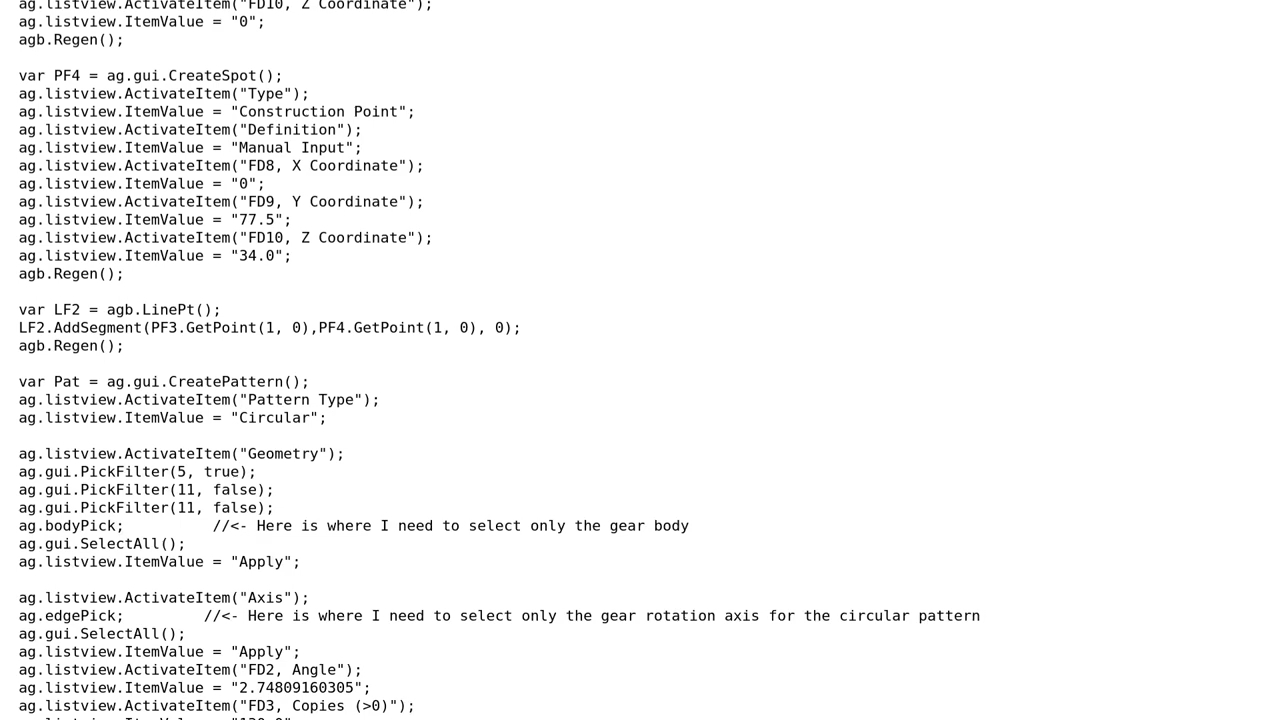 ag.listview.ActivateItem("FD10, Z Coordinate");
ag.listview.ItemValue = "0";
agb.Regen();

var PF4 = ag.gui.CreateSpot();
ag.listview.ActivateItem("Type");
ag.listview.ItemValue = "Construction Point";
ag.listview.ActivateItem("Definition");
ag.listview.ItemValue = "Manual Input";
ag.listview.ActivateItem("FD8, X Coordinate");
ag.listview.ItemValue = "0";
ag.listview.ActivateItem("FD9, Y Coordinate");
ag.listview.ItemValue = "77.5";
ag.listview.ActivateItem("FD10, Z Coordinate");
ag.listview.ItemValue = "34.0";
agb.Regen();

var LF2 = agb.LinePt();
LF2.AddSegment(PF3.GetPoint(1, 0),PF4.GetPoint(1, 0), 0);
agb.Regen();

var Pat = ag.gui.CreatePattern();
ag.listview.ActivateItem("Pattern Type");
ag.listview.ItemValue = "Circular";

ag.listview.ActivateItem("Geometry");
ag.gui.PickFilter(5, true);
ag.gui.PickFilter(11, false);
ag.gui.PickFilter(11, false);
ag.bodyPick;          //<- Here is where I need to select only the gear body
ag.gui.SelectAll();
ag.listview.ItemValue = "Apply";

ag.listview.ActivateItem("Axis");
ag.edgePick;         //<- Here is where I need to select only the gear rotation axis for the circular pattern
ag.gui.SelectAll();
ag.listview.ItemValue = "Apply";
ag.listview.ActivateItem("FD2, Angle");
ag.listview.ItemValue = "2.74809160305";
ag.listview.ActivateItem("FD3, Copies (>0)");